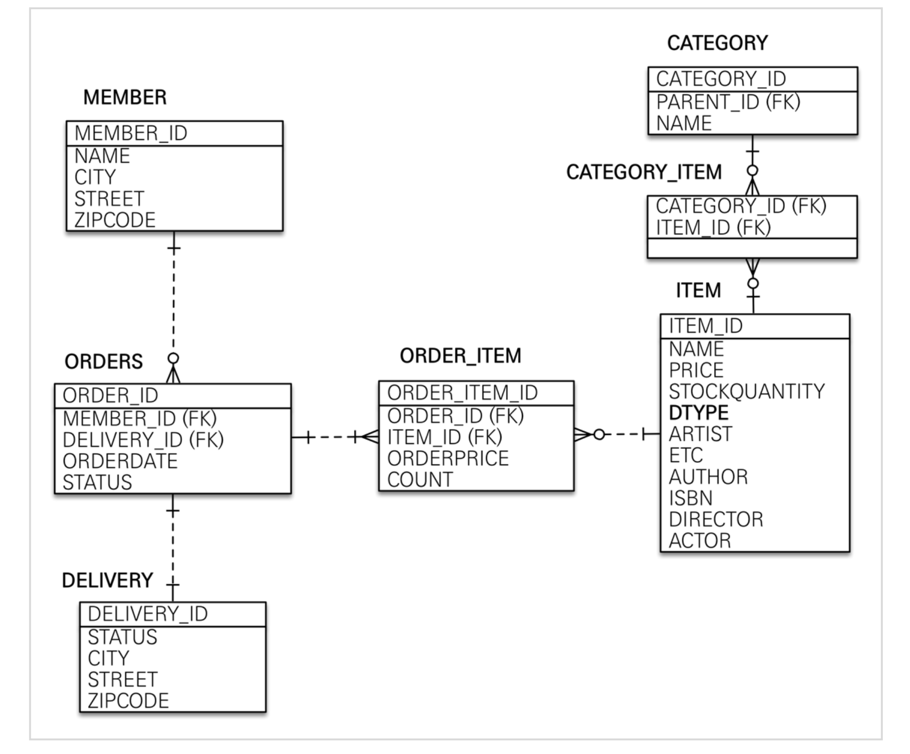 CATEGORY
CATEGORY_ID
PARENT_ID (FK)
NAME
MEMBER
MEMBER_ID
NAME
CITY
STREET
ZIPCODE
CATEGORY_ITEM
CATEGORY_ID (FK)
ITEM_ID (FK)
ITEM
ITEM_ID
NAME
PRICE
STOCKQUANTITY
DTYPE
ARTIST
ETC
AUTHOR
ISBN
DIRECTOR
ACTOR
ORDERS
ORDER_ID
MEMBER_ID (FK)
DELIVERY_ID (FK)
ORDERDATE
STATUS
ORDER_ITEM
ORDER_ITEM_ID
ORDER_ID (FK)
ITEM_ID (FK)
ORDERPRICE
COUNT
DELIVERY
DELIVERY_ID
STATUS
CITY
STREET
ZIPCODE